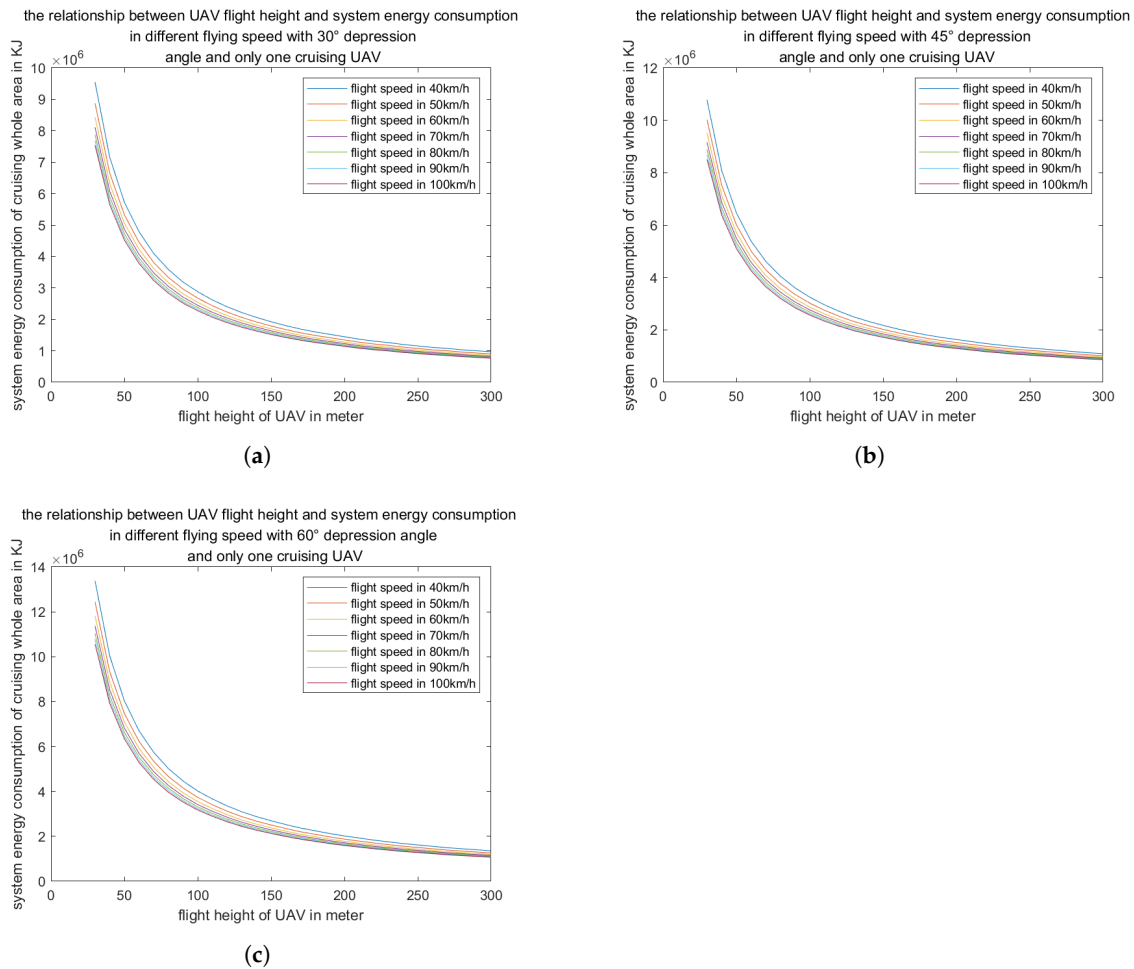 the relationship between UAV flight height and system energy consumption
in different flying speed with 30° depression
angle and only one cruising UAV
×10⁶
system energy consumption of cruising whole area in KJ
10
9
8
7
6
5
4
3
2
1
0
flight speed in 40km/h
flight speed in 50km/h
flight speed in 60km/h
flight speed in 70km/h
flight speed in 80km/h
flight speed in 90km/h
flight speed in 100km/h
0 50 100 150 200 250 300
flight height of UAV in meter
(a)
the relationship between UAV flight height and system energy consumption
in different flying speed with 45° depression
angle and only one cruising UAV
×10⁶
system energy consumption of cruising whole area in KJ
12
10
8
6
4
2
0
flight speed in 40km/h
flight speed in 50km/h
flight speed in 60km/h
flight speed in 70km/h
flight speed in 80km/h
flight speed in 90km/h
flight speed in 100km/h
0 50 100 150 200 250 300
flight height of UAV in meter
(b)
the relationship between UAV flight height and system energy consumption
in different flying speed with 60° depression angle
and only one cruising UAV
×10⁶
system energy consumption of cruising whole area in KJ
14
12
10
8
6
4
2
0
flight speed in 40km/h
flight speed in 50km/h
flight speed in 60km/h
flight speed in 70km/h
flight speed in 80km/h
flight speed in 90km/h
flight speed in 100km/h
0 50 100 150 200 250 300
flight height of UAV in meter
(c)